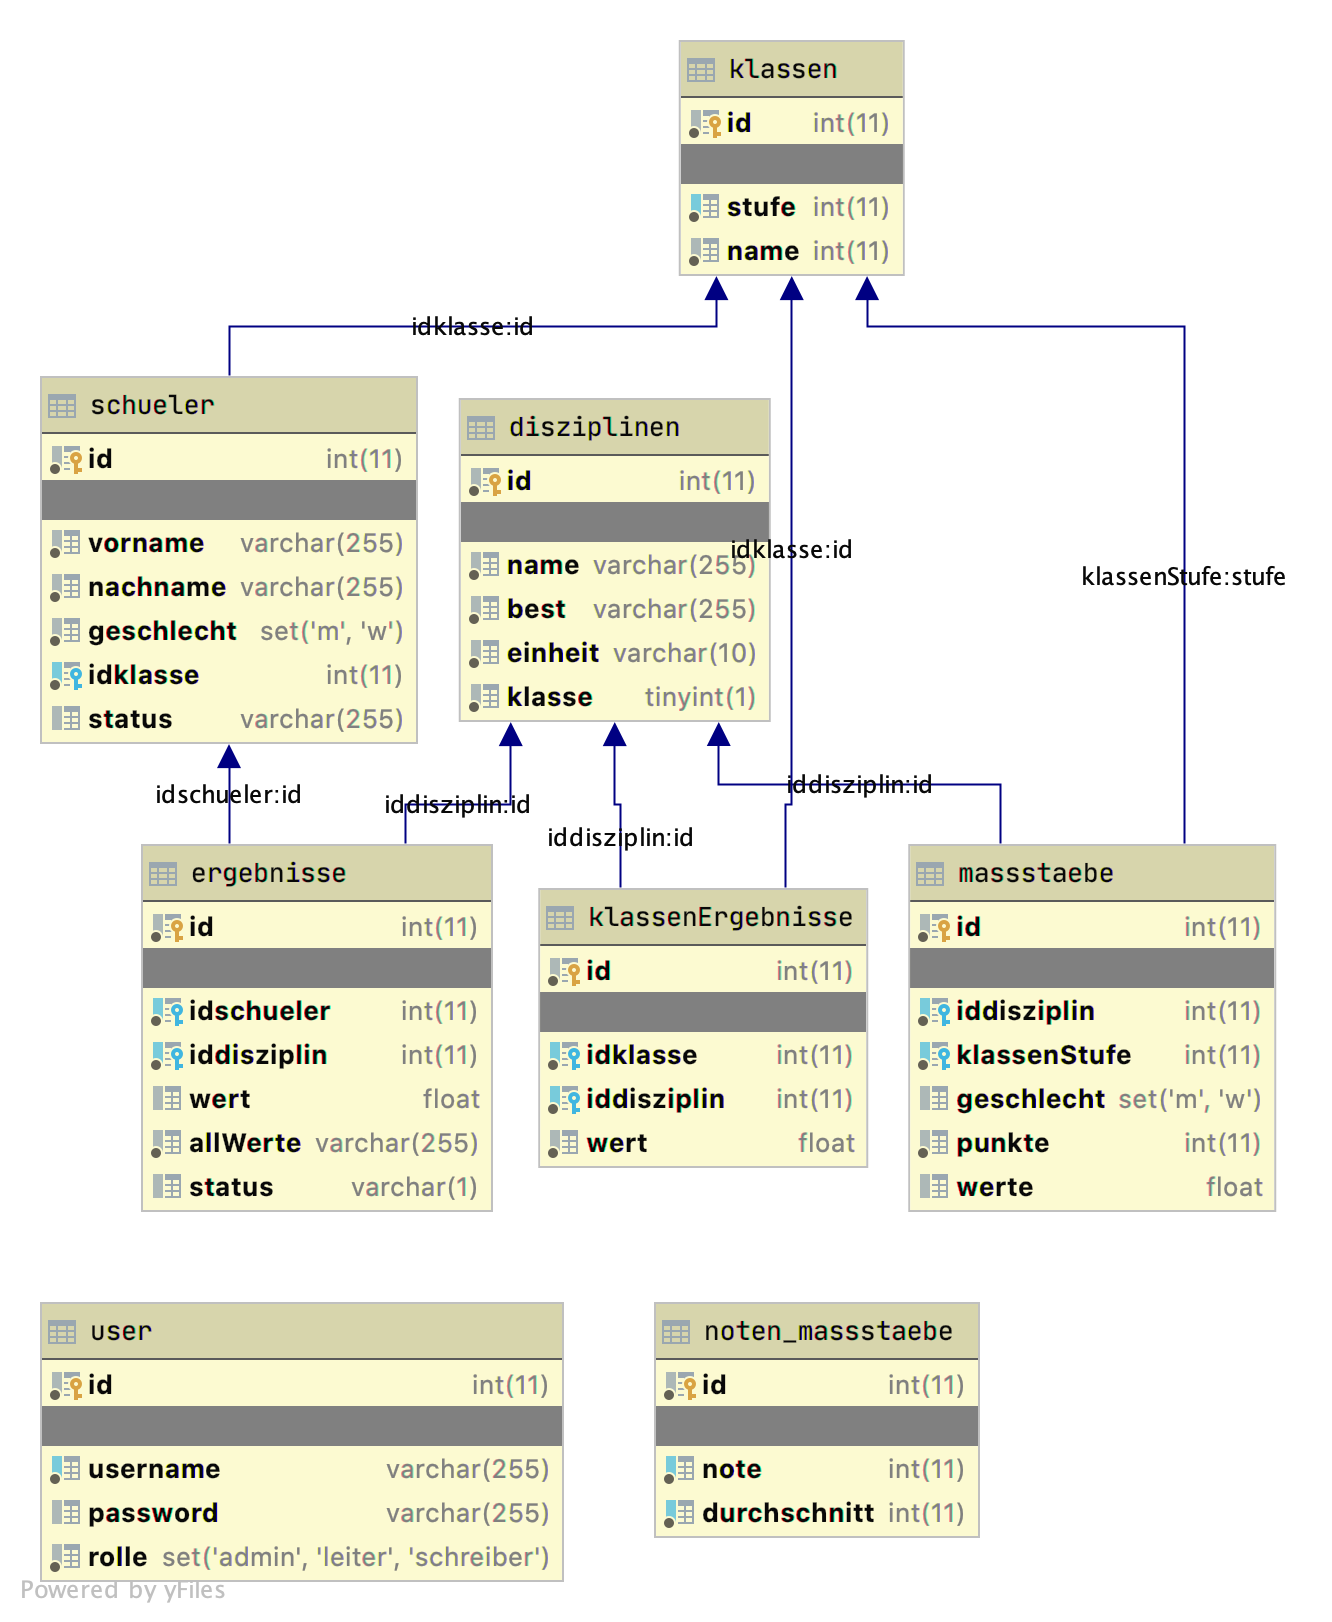 klassen
id int(11)
stufe int(11)
name int(11)
idklasse:id
schueler
id int(11)
vorname varchar(255)
nachname varchar(255)
geschlecht set('m', 'w')
idklasse int(11)
status varchar(255)
disziplinen
id int(11)
name varchar(255)
best varchar(255)
einheit varchar(10)
klasse tinyint(1)
idklasse:id
klassenStufe:stufe
idschueler:id
iddisziplin:id
iddisziplin:id
iddisziplin:id
ergebnisse
id int(11)
idschueler int(11)
iddisziplin int(11)
wert float
allWerte varchar(255)
status varchar(1)
klassenErgebnisse
id int(11)
idklasse int(11)
iddisziplin int(11)
wert float
massstaebe
id int(11)
iddisziplin int(11)
klassenStufe int(11)
geschlecht set('m', 'w')
punkte int(11)
werte float
user
id int(11)
username varchar(255)
password varchar(255)
rolle set('admin', 'leiter', 'schreiber')
noten_massstaebe
id int(11)
note int(11)
durchschnitt int(11)
Powered by yFiles